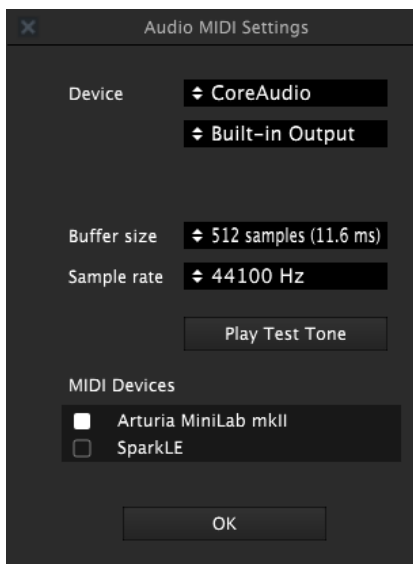 Audio MIDI Settings
Device CoreAudio
Built-in Output
Buffer size 512 samples (11.6 ms)
Sample rate 44100 Hz
Play Test Tone
MIDI Devices
Arturia MiniLab mkII
SparkLE
OK